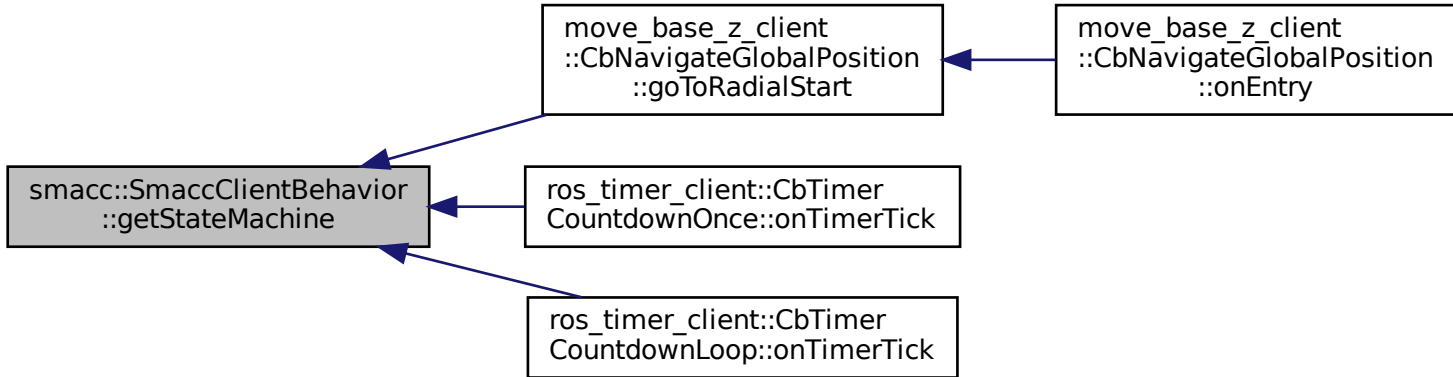 move_base_z_client
::CbNavigateGlobalPosition
::goToRadialStart
move_base_z_client
::CbNavigateGlobalPosition
::onEntry
smacc::SmaccClientBehavior
::getStateMachine
ros_timer_client::CbTimer
CountdownOnce::onTimerTick
ros_timer_client::CbTimer
CountdownLoop::onTimerTick